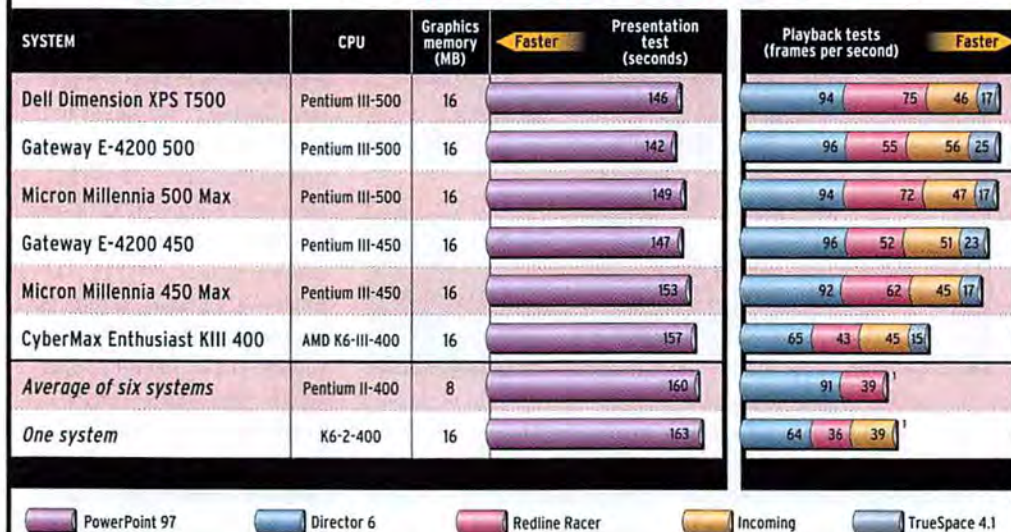 SYSTEM CPU Graphics memory (MB) Faster Presentation test (seconds) Playback tests (frames per second) Faster
Dell Dimension XPS T500 Pentium III-500 16 146 94 75 46 17
Gateway E-4200 500 Pentium III-500 16 142 96 55 56 25
Micron Millennia 500 Max Pentium III-500 16 149 94 72 47 17
Gateway E-4200 450 Pentium III-450 16 147 96 52 51 23
Micron Millennia 450 Max Pentium III-450 16 153 92 62 45 17
CyberMax Enthusiast KIII 400 AMD K6-III-400 16 157 65 43 45 15
Average of six systems Pentium II-400 8 160 91 39 1
One system K6-2-400 16 163 64 36 39 1
PowerPoint 97 Director 6 Redline Racer Incoming TrueSpace 4.1